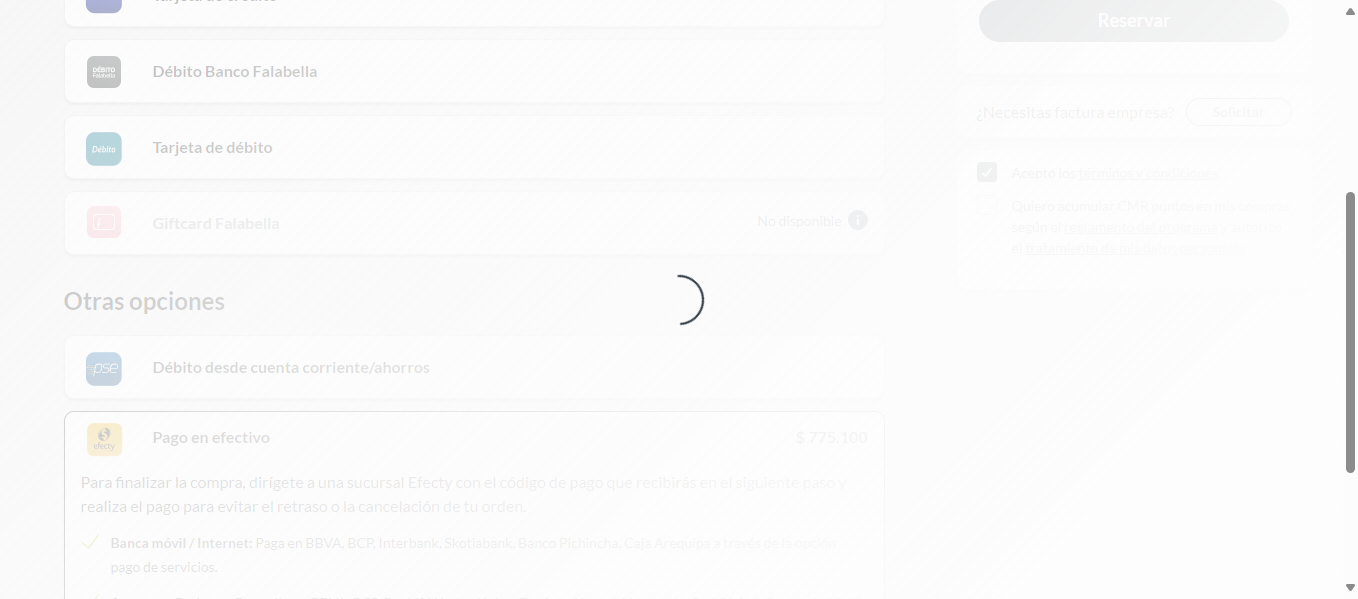 Tarjeta de crédito
Reservar
DÉBITO
Falabella
Débito Banco Falabella
¿Necesitas factura empresa?
Solicitar
Débito
Tarjeta de débito
Acepto los términos y condiciones
Giftcard Falabella
No disponible
Quiero acumular CMR puntos
según el reglamento del
el tratamiento de mis
Otras opciones
pse
Débito desde cuenta corriente/ahorros
efecty
Pago en efectivo
$ 775.100
Para finalizar la compra, dirígete a una sucursal Efecty con el código de pago que recibirás en el siguiente paso y
realiza el pago para evitar el retraso o la cancelación de tu orden.
Banca móvil / Internet: Paga en BBVA, BCP, Interbank, Skotiabank, Banco Pichincha, Caja Arequipa a través de la opción
pago de servicios.